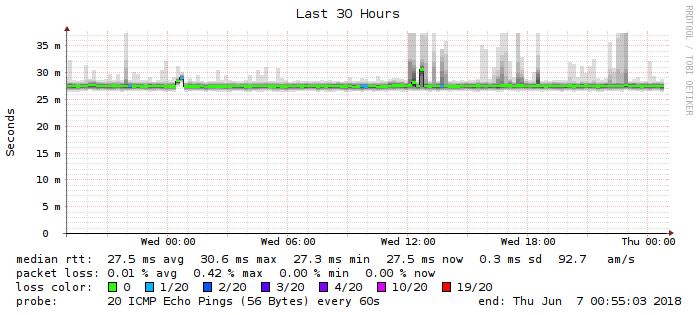 Last 30 Hours
RRDTOOL / TOBI OETIKER
Seconds
35 m
30 m
25 m
20 m
15 m
10 m
5 m
0
Wed 00:00 Wed 06:00 Wed 12:00 Wed 18:00 Thu 00:00
median rtt: 27.5 ms avg 30.6 ms max 27.3 ms min 27.5 ms now 0.3 ms sd 92.7 am/s
packet loss: 0.01 % avg 0.42 % max 0.00 % min 0.00 % now
loss color: 0 1/20 2/20 3/20 4/20 10/20 19/20
probe: 20 ICMP Echo Pings (56 Bytes) every 60s end: Thu Jun 7 00:55:03 2018